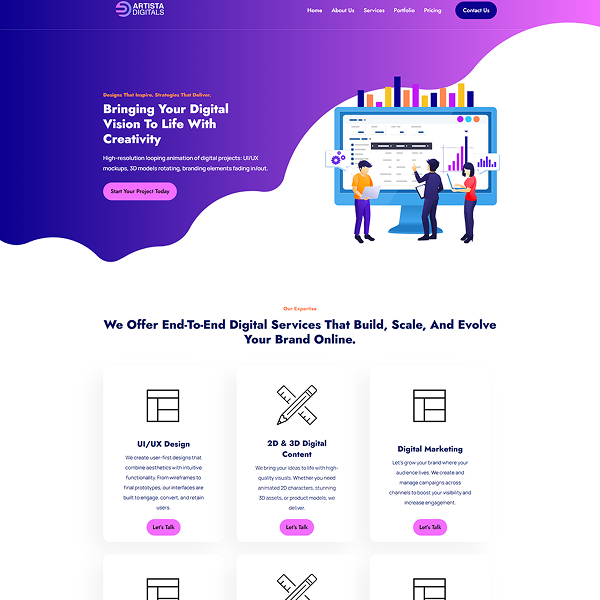 ARTISTA
DIGITALS
Home About Us Services Portfolio Pricing Contact Us
Designs That Inspire. Strategies That Deliver.
Bringing Your Digital
Vision To Life With
Creativity
High-resolution looping animation of digital projects: UI/UX
mockups, 3D models rotating, branding elements fading in/out.
Start Your Project Today
Our Expertise
We Offer End-To-End Digital Services That Build, Scale, And Evolve
Your Brand Online.
UI/UX Design
We create user-first designs that
combine aesthetics with intuitive
functionality. From wireframes to
final prototypes, our interfaces are
built to engage, convert, and retain
users.
Let's Talk
2D & 3D Digital
Content
We bring your ideas to life with high-
quality visuals. Whether you need
animated 2D characters, stunning
3D assets, or product models, we
deliver.
Let's Talk
Digital Marketing
Let's grow your brand where your
audience lives. We create and
manage campaigns across
channels to boost your visibility and
increase engagement.
Let's Talk